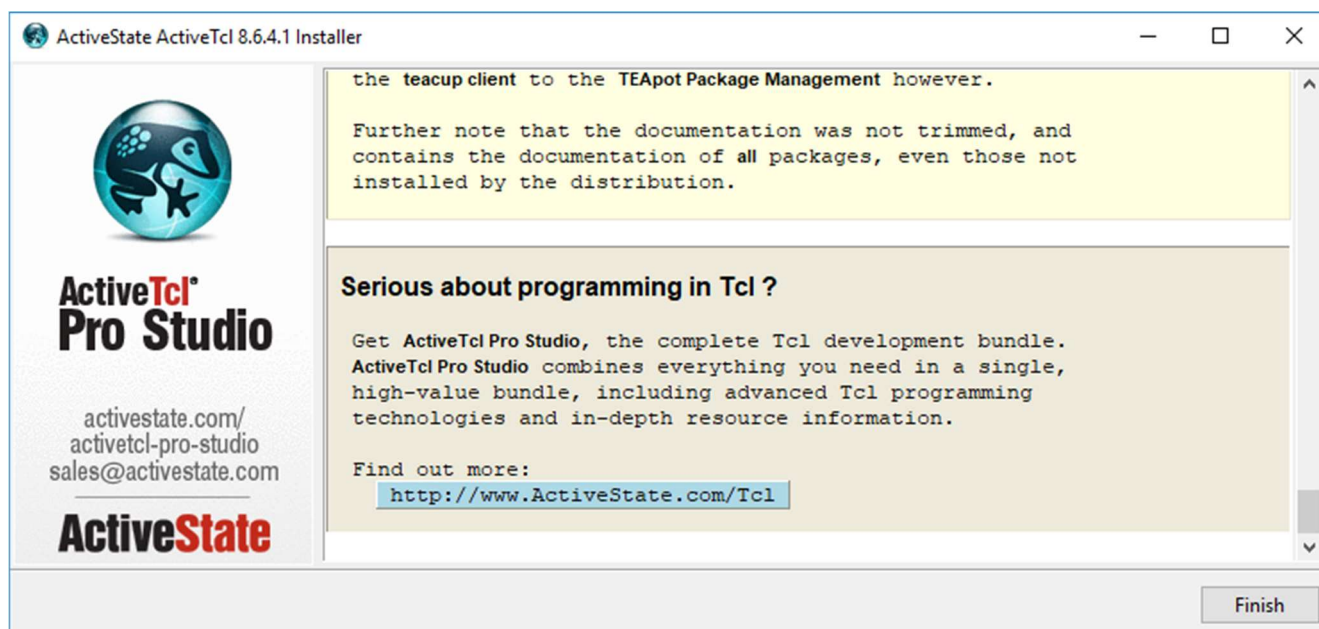 ActiveState ActiveTcl 8.6.4.1 Installer
ActiveTcl®
Pro Studio
activestate.com/
activetcl-pro-studio
sales@activestate.com
ActiveState
the teacup client to the TEApot Package Management however.
Further note that the documentation was not trimmed, and
contains the documentation of all packages, even those not
installed by the distribution.
Serious about programming in Tcl ?
Get ActiveTcl Pro Studio, the complete Tcl development bundle.
ActiveTcl Pro Studio combines everything you need in a single,
high-value bundle, including advanced Tcl programming
technologies and in-depth resource information.
Find out more:
http://www.ActiveState.com/Tcl
Finish